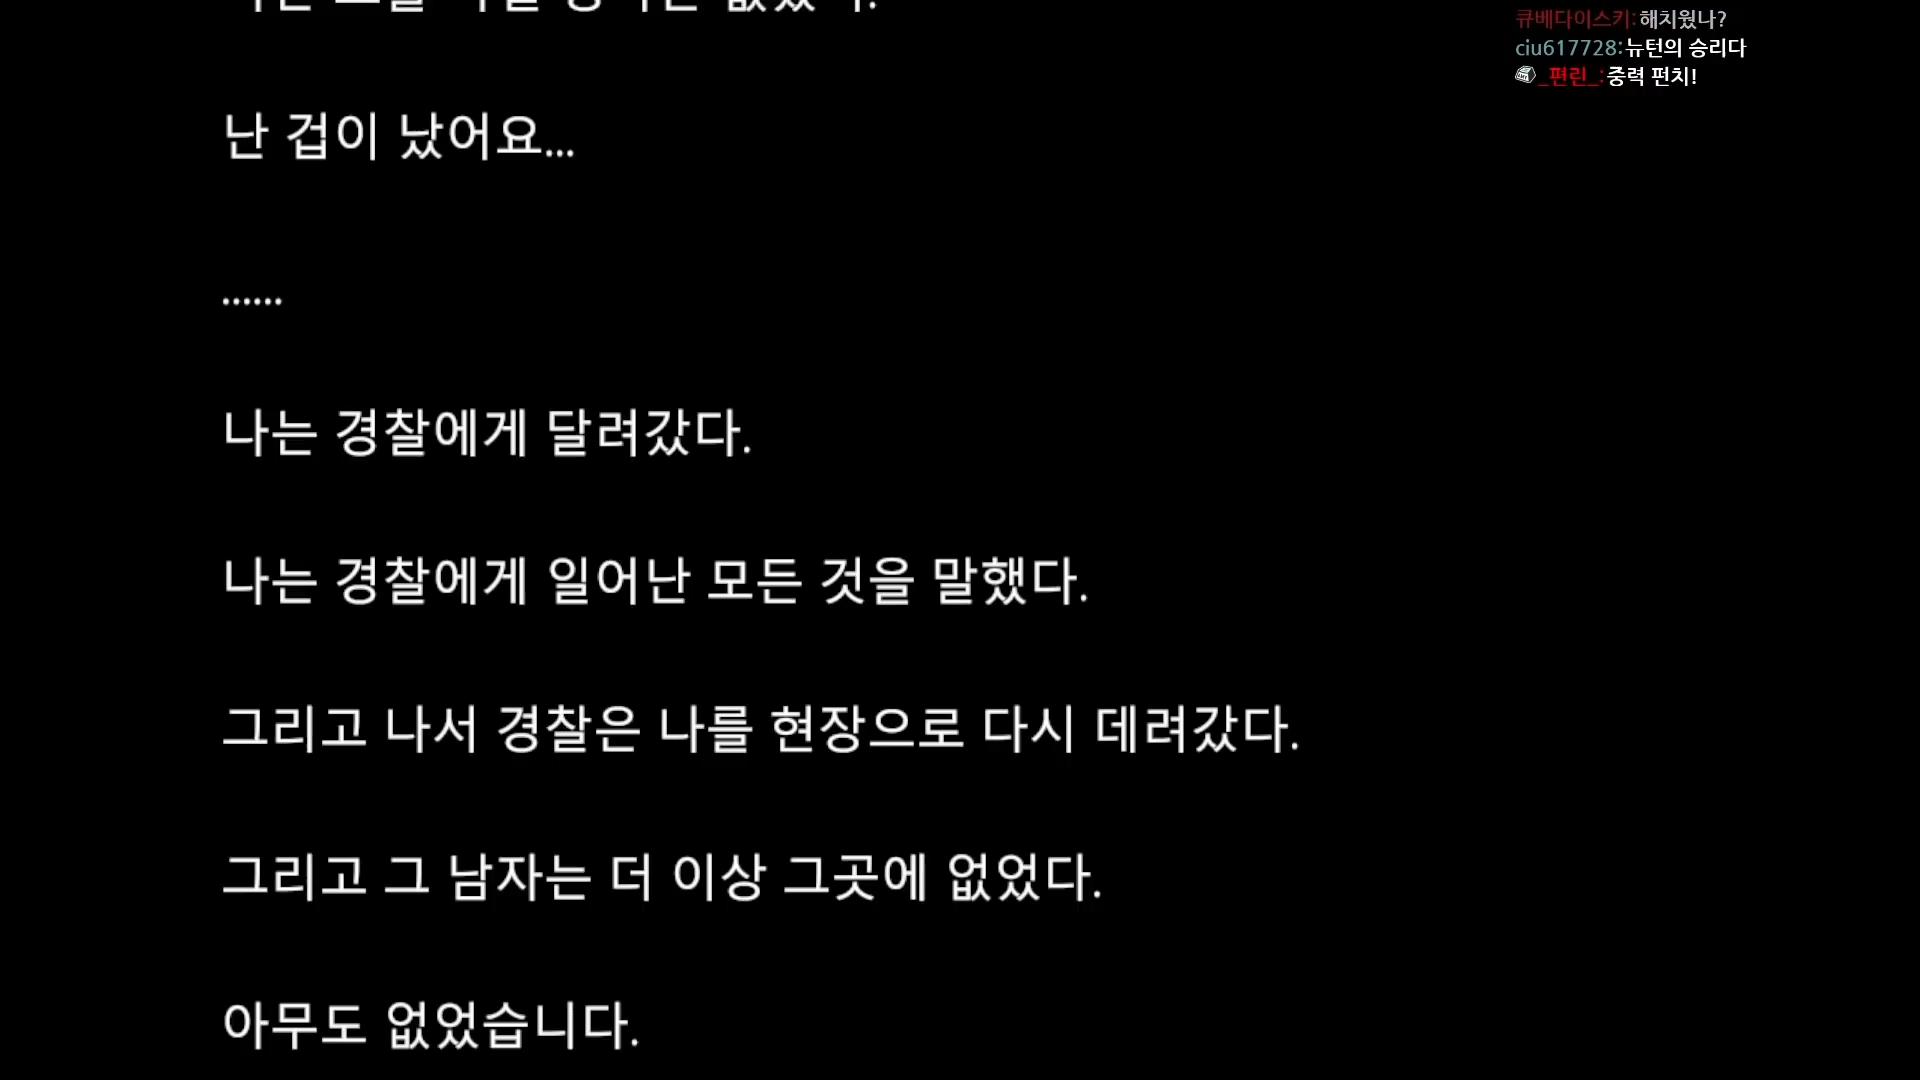 큐베다이스키: 해치웠나?
ciu617728: 뉴턴의 승리다
_편린_: 중력 펀치!
난 겁이 났어요...
......
나는 경찰에게 달려갔다.
나는 경찰에게 일어난 모든 것을 말했다.
그리고 나서 경찰은 나를 현장으로 다시 데려갔다.
그리고 그 남자는 더 이상 그곳에 없었다.
아무도 없었습니다.